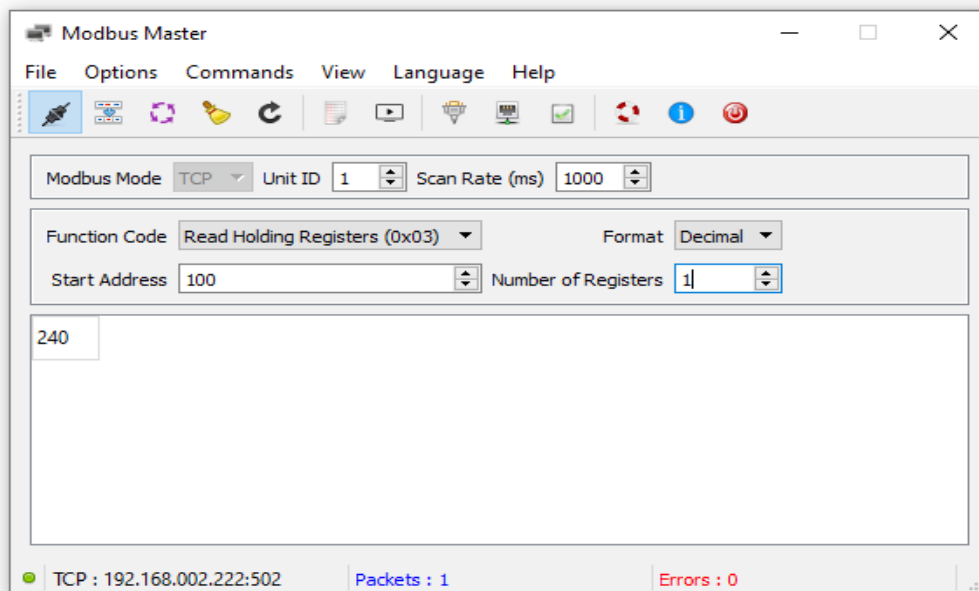 Modbus Master
File Options Commands View Language Help
Modbus Mode TCP Unit ID 1 Scan Rate (ms) 1000
Function Code Read Holding Registers (0x03) Format Decimal
Start Address 100 Number of Registers 1
240
TCP : 192.168.002.222:502 Packets : 1 Errors : 0